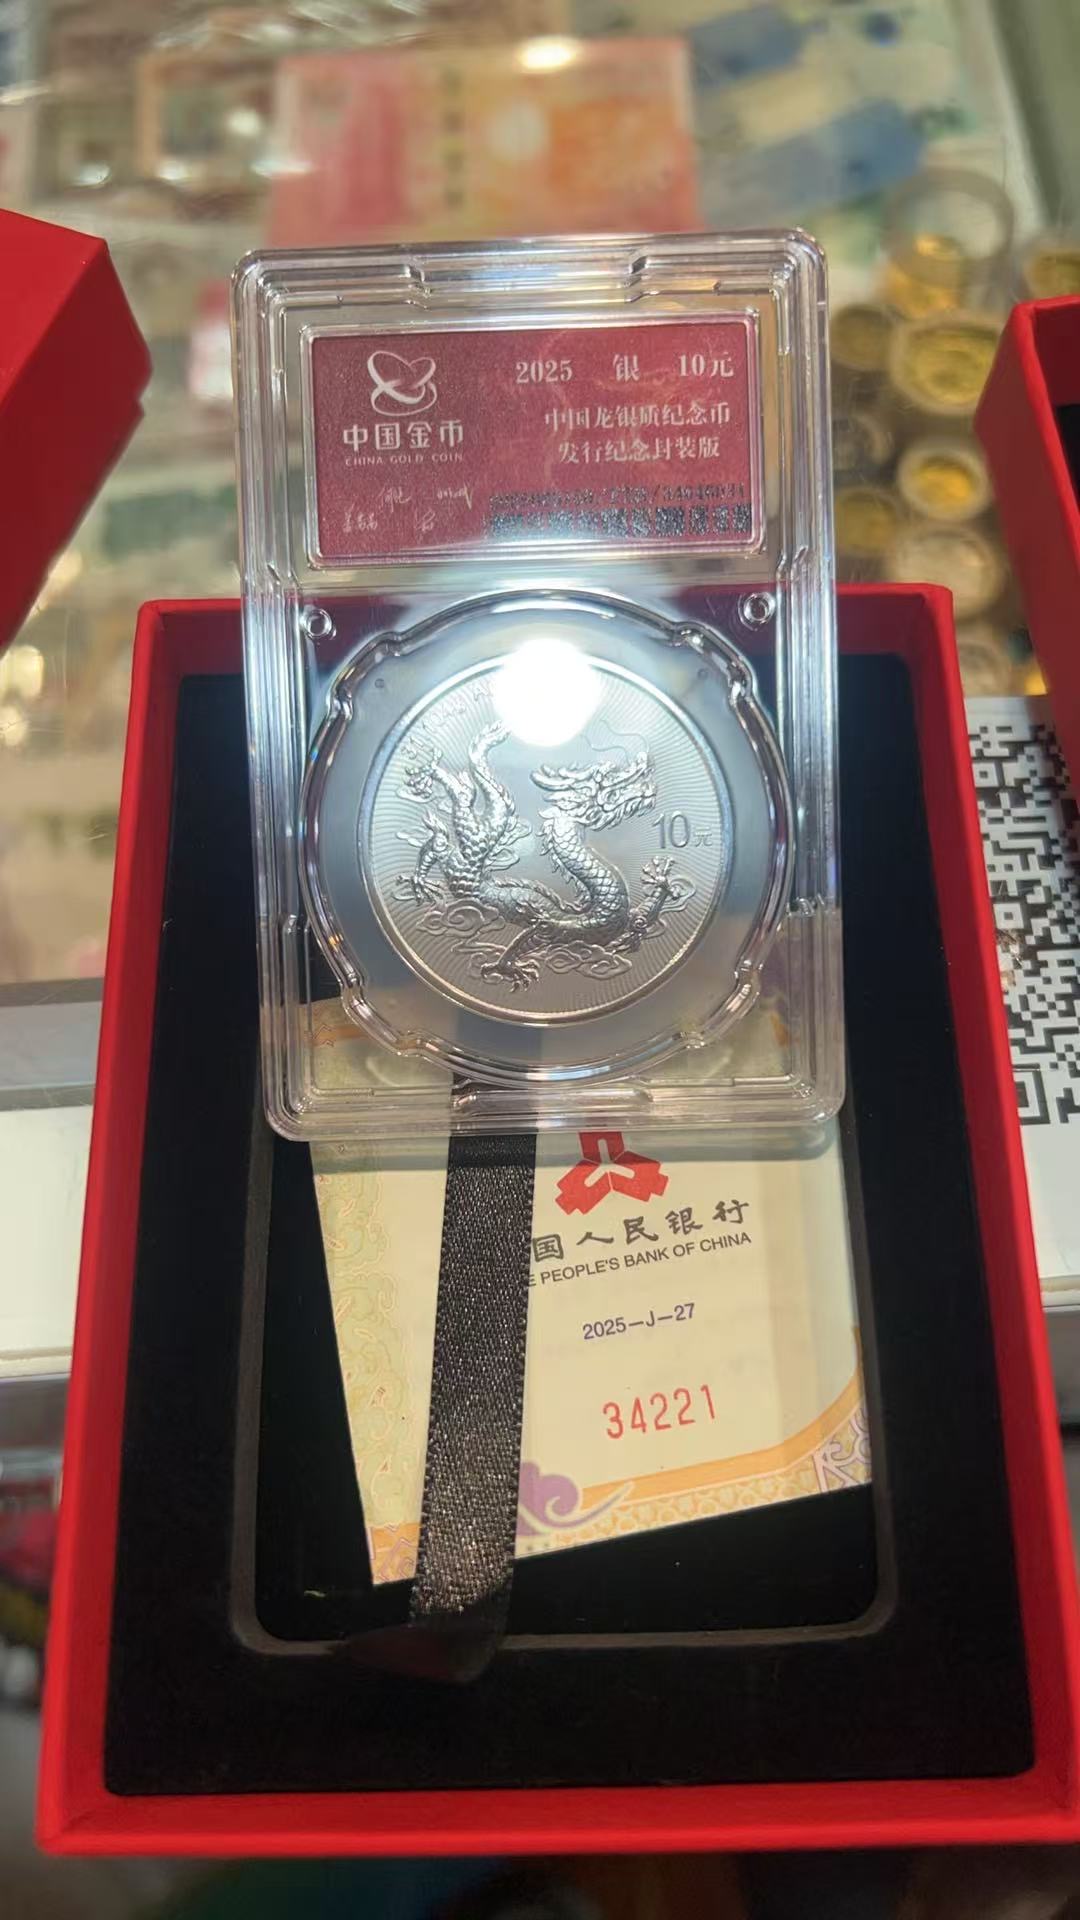 中国金币
CHINA GOLD COIN
2025 银 10元
中国龙银质纪念币
发行纪念封装版
10元
国人民银行
PEOPLE'S BANK OF CHINA
2025-J-27
34221